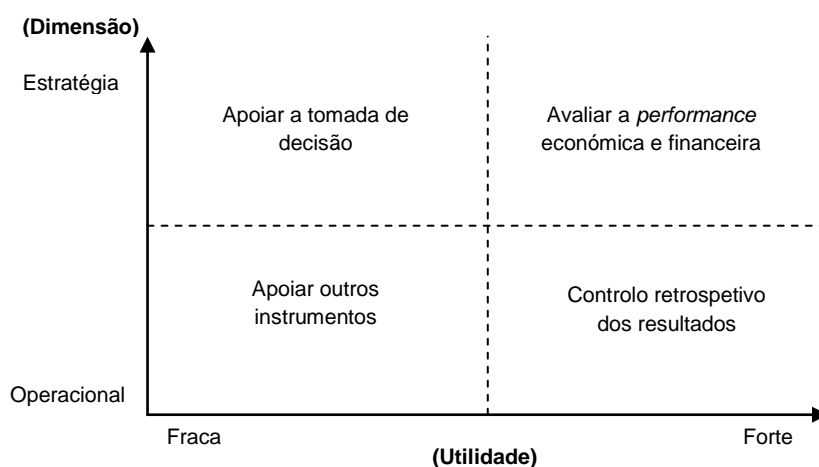 (Dimensão)
Estratégia
Apoiar a tomada de
decisão
Avaliar a performance
económica e financeira
Apoiar outros
instrumentos
Controlo retrospetivo
dos resultados
Operacional
Fraca
Forte
(Utilidade)